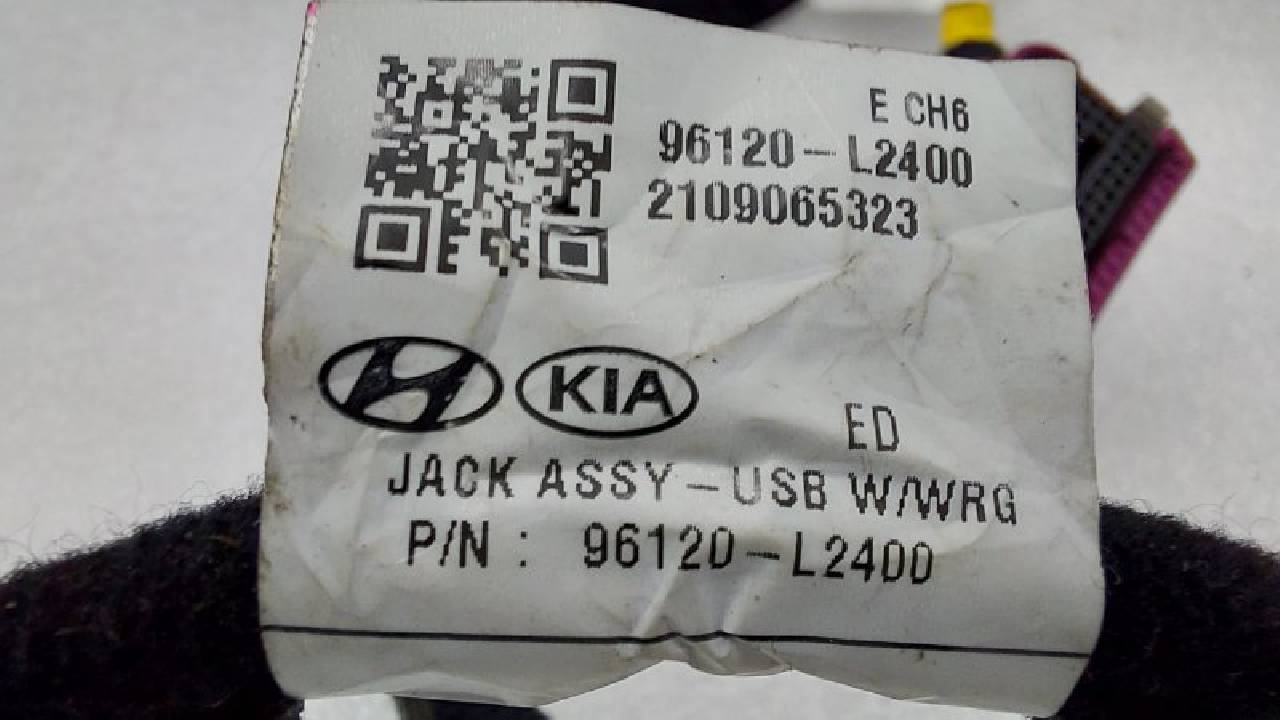 E CH6
96120-L2400
2109065323
KIA
ED
JACK ASSY-USB W/WRG
P/N : 96120-L2400